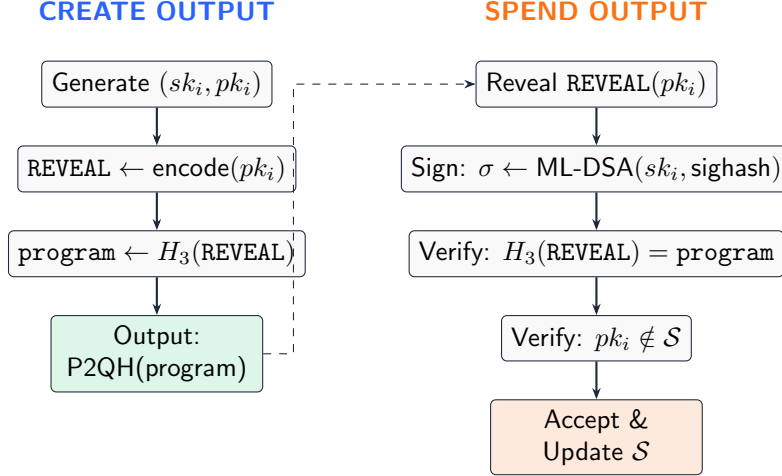 CREATE OUTPUT
Generate (sk_i, pk_i)
REVEAL ← encode(pk_i)
program ← H_3(REVEAL)
Output:
P2QH(program)
SPEND OUTPUT
Reveal REVEAL(pk_i)
Sign: σ ← ML-DSA(sk_i, sighash)
Verify: H_3(REVEAL) = program
Verify: pk_i ∉ 𝒮
Accept &
Update 𝒮